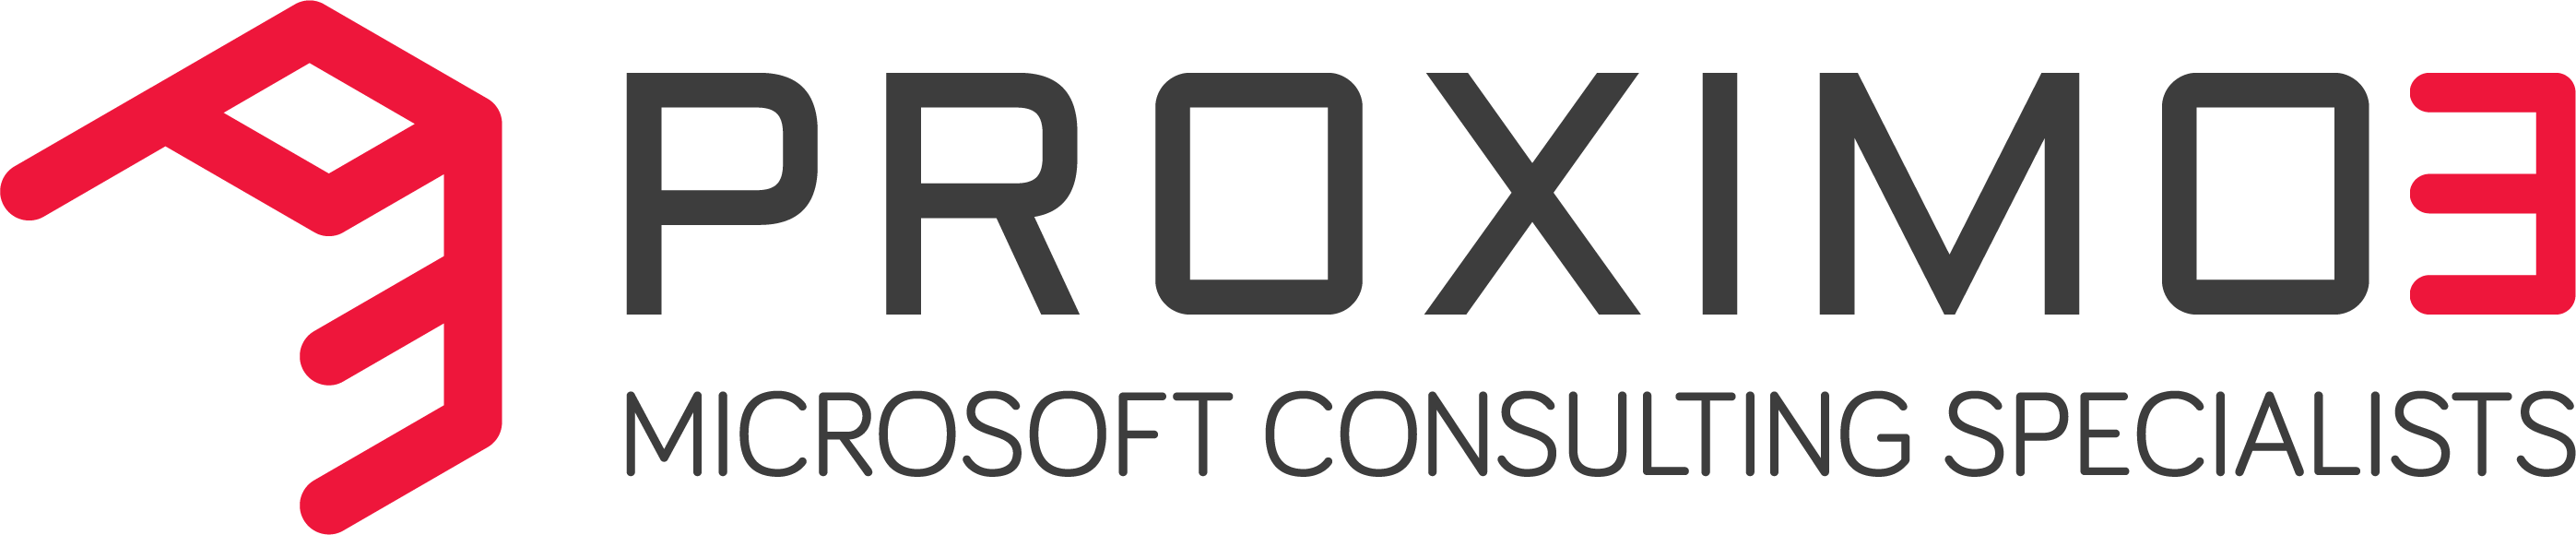 PROXIMO3
MICROSOFT CONSULTING SPECIALISTS